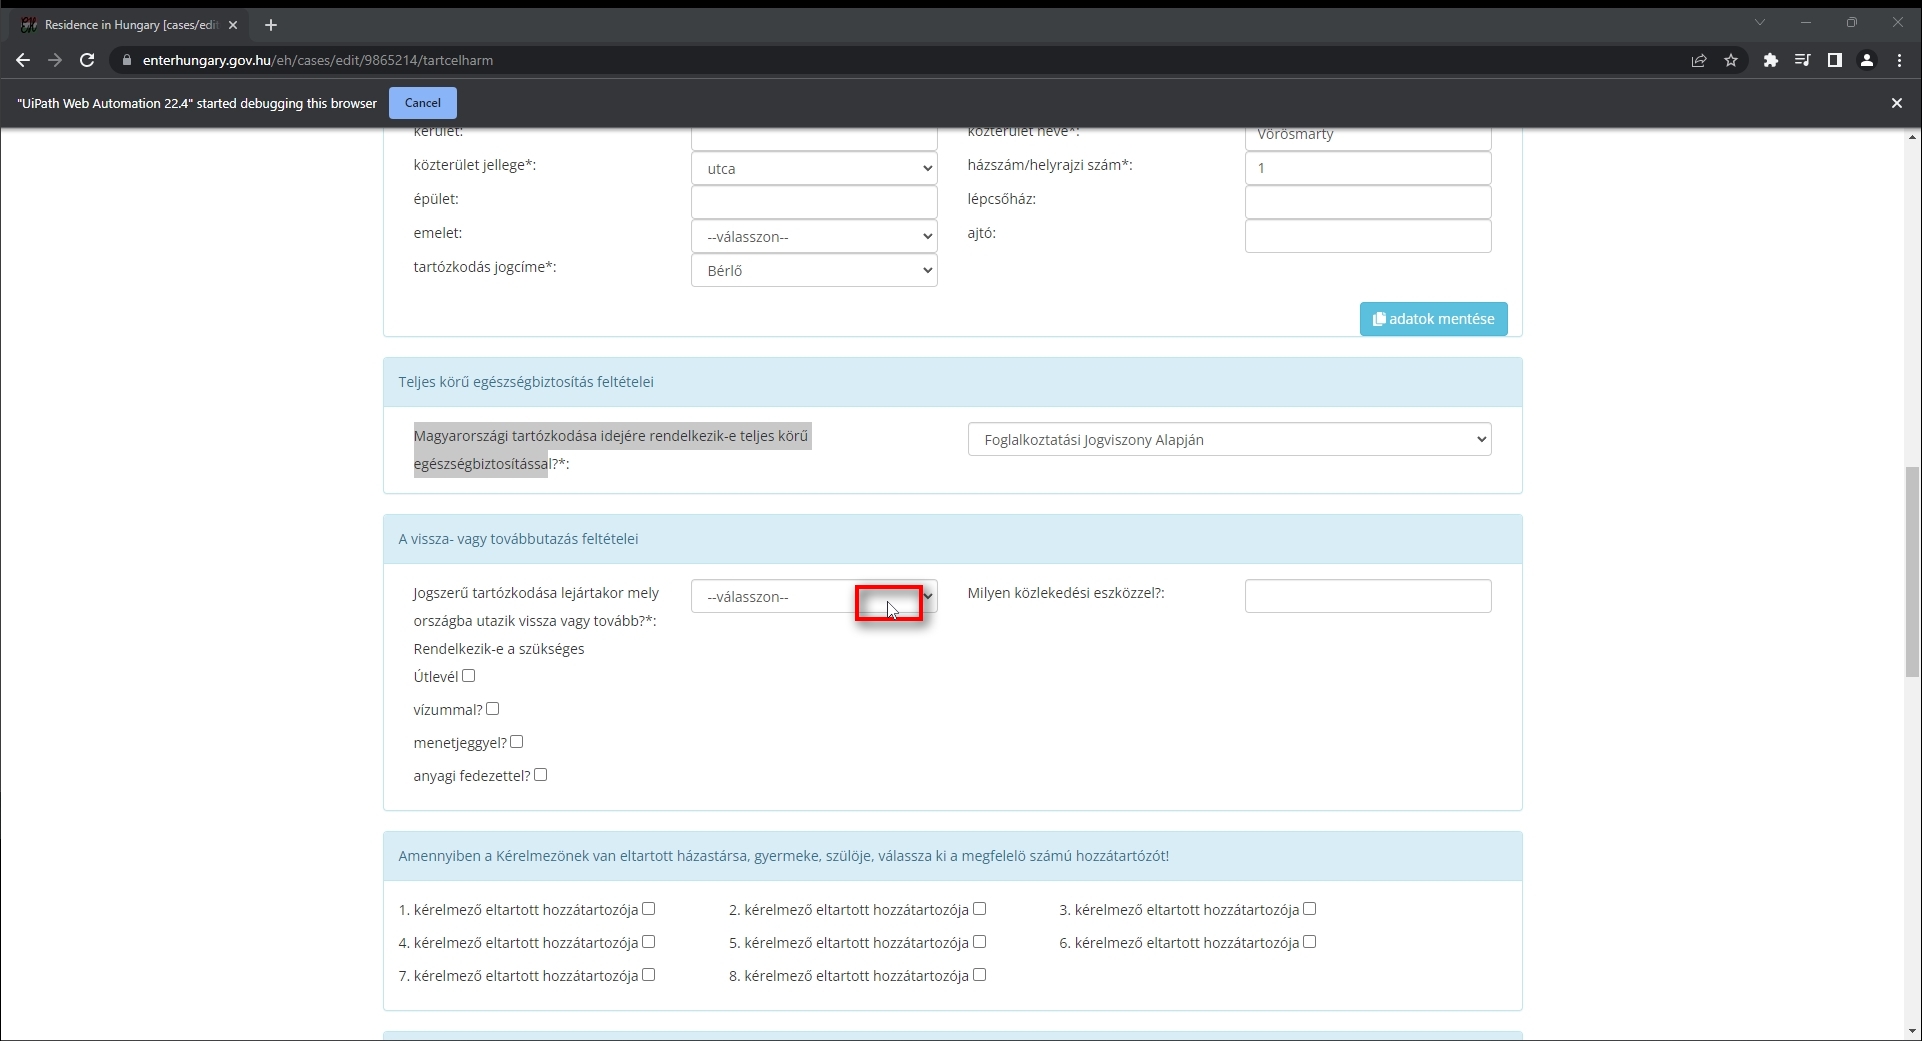 Residence in Hungary [cases/edit
enterhungary.gov.hu/eh/cases/edit/9865214/tartcelharm
"UiPath Web Automation 22.4" started debugging this browser
Cancel
kerület:
közterület neve*:
Vörösmarty
közterület jellege*:
utca
házszám/helyrajzi szám*:
1
épület:
lépcsőház:
emelet:
--válasszon--
ajtó:
tartózkodás jogcíme*:
Bérlő
adatok mentése
Teljes körű egészségbiztosítás feltételei
Magyarországi tartózkodása idejére rendelkezik-e teljes körű
egészségbiztosítással?*:
Foglalkoztatási Jogviszony Alapján
A vissza- vagy továbbutazás feltételei
Jogszerű tartózkodása lejártakor mely
országba utazik vissza vagy tovább?*:
--válasszon--
Milyen közlekedési eszközzel?:
Rendelkezik-e a szükséges
Útlevél
vízummal?
menetjeggyel?
anyagi fedezettel?
Amennyiben a Kérelmezönek van eltartott házastársa, gyermeke, szülöje, válassza ki a megfelelö számú hozzátartózót!
1. kérelmező eltartott hozzátartozója
2. kérelmező eltartott hozzátartozója
3. kérelmező eltartott hozzátartozója
4. kérelmező eltartott hozzátartozója
5. kérelmező eltartott hozzátartozója
6. kérelmező eltartott hozzátartozója
7. kérelmező eltartott hozzátartozója
8. kérelmező eltartott hozzátartozója